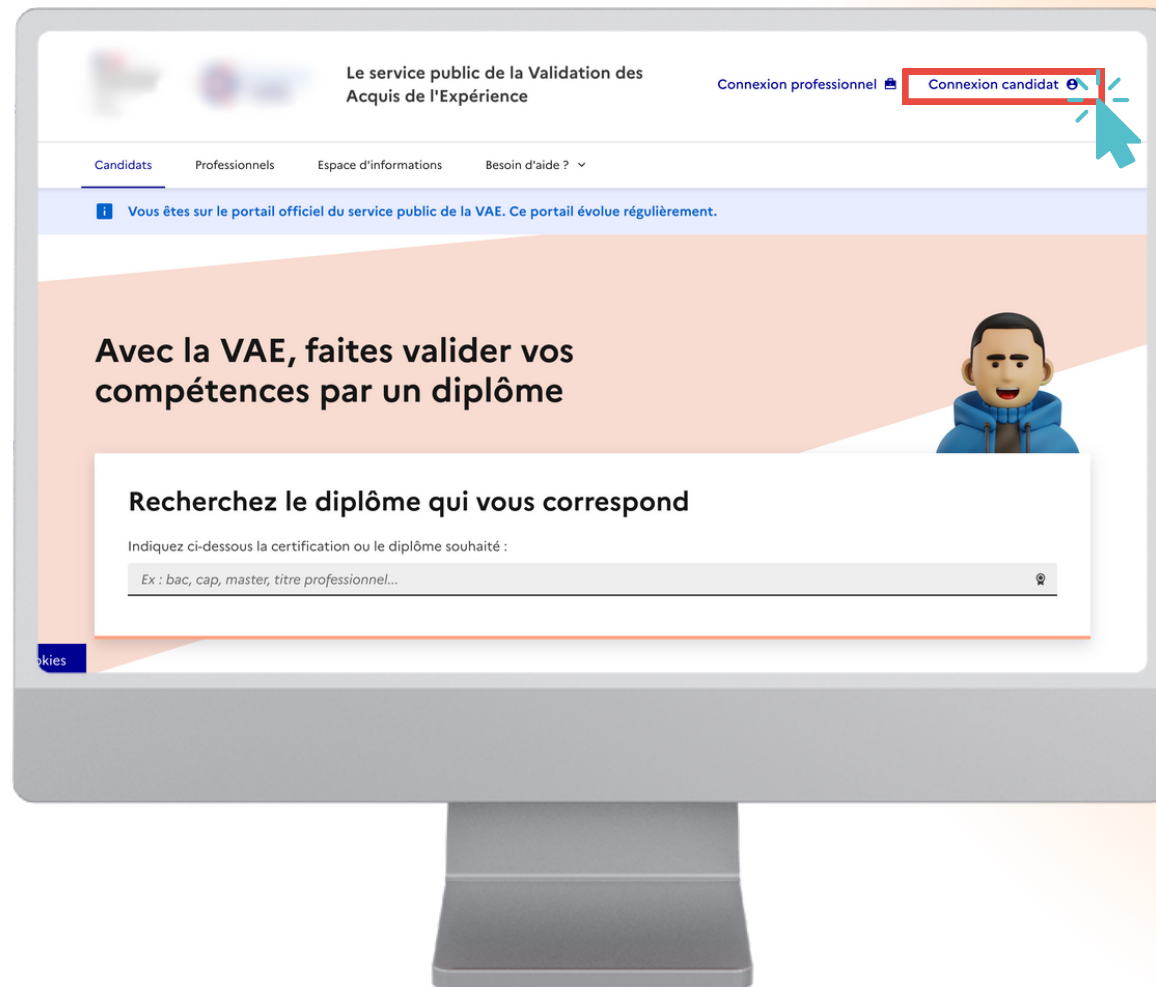 Le service public de la Validation des
Acquis de l'Expérience
Connexion professionnel
Connexion candidat
Candidats
Professionnels
Espace d'informations
Besoin d'aide ?
i
Vous êtes sur le portail officiel du service public de la VAE. Ce portail évolue régulièrement.
Avec la VAE, faites valider vos
compétences par un diplôme
Recherchez le diplôme qui vous correspond
Indiquez ci-dessous la certification ou le diplôme souhaité :
Ex : bac, cap, master, titre professionnel...
okies